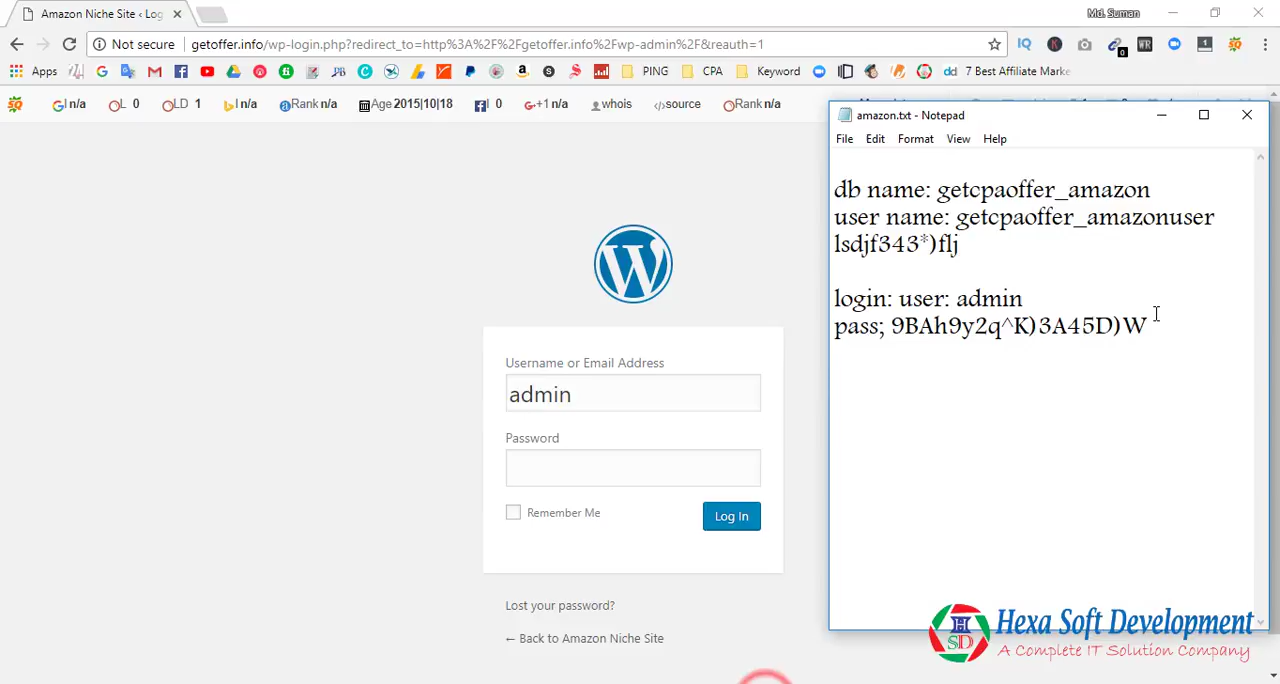 Amazon Niche Site ‹ Log
Md. Suman
Not secure
getoffer.info/wp-login.php?redirect_to=http%3A%2F%2Fgetoffer.info%2Fwp-admin%2F&reauth=1
Apps
PING
CPA
Keyword
7 Best Affiliate Marke
I n/a
L 0
LD 1
I n/a
Rank n/a
Age 2015|10|18
I 0
+1 n/a
whois
source
Rank n/a
amazon.txt - Notepad
File Edit Format View Help
db name: getcpaoffer_amazon
user name: getcpaoffer_amazonuser
lsdjf343*)flj
login: user: admin
pass; 9BAh9y2q^K)3A45D)W
Username or Email Address
admin
Password
Remember Me
Log In
Lost your password?
← Back to Amazon Niche Site
HSD
Hexa Soft Development
A Complete IT Solution Company